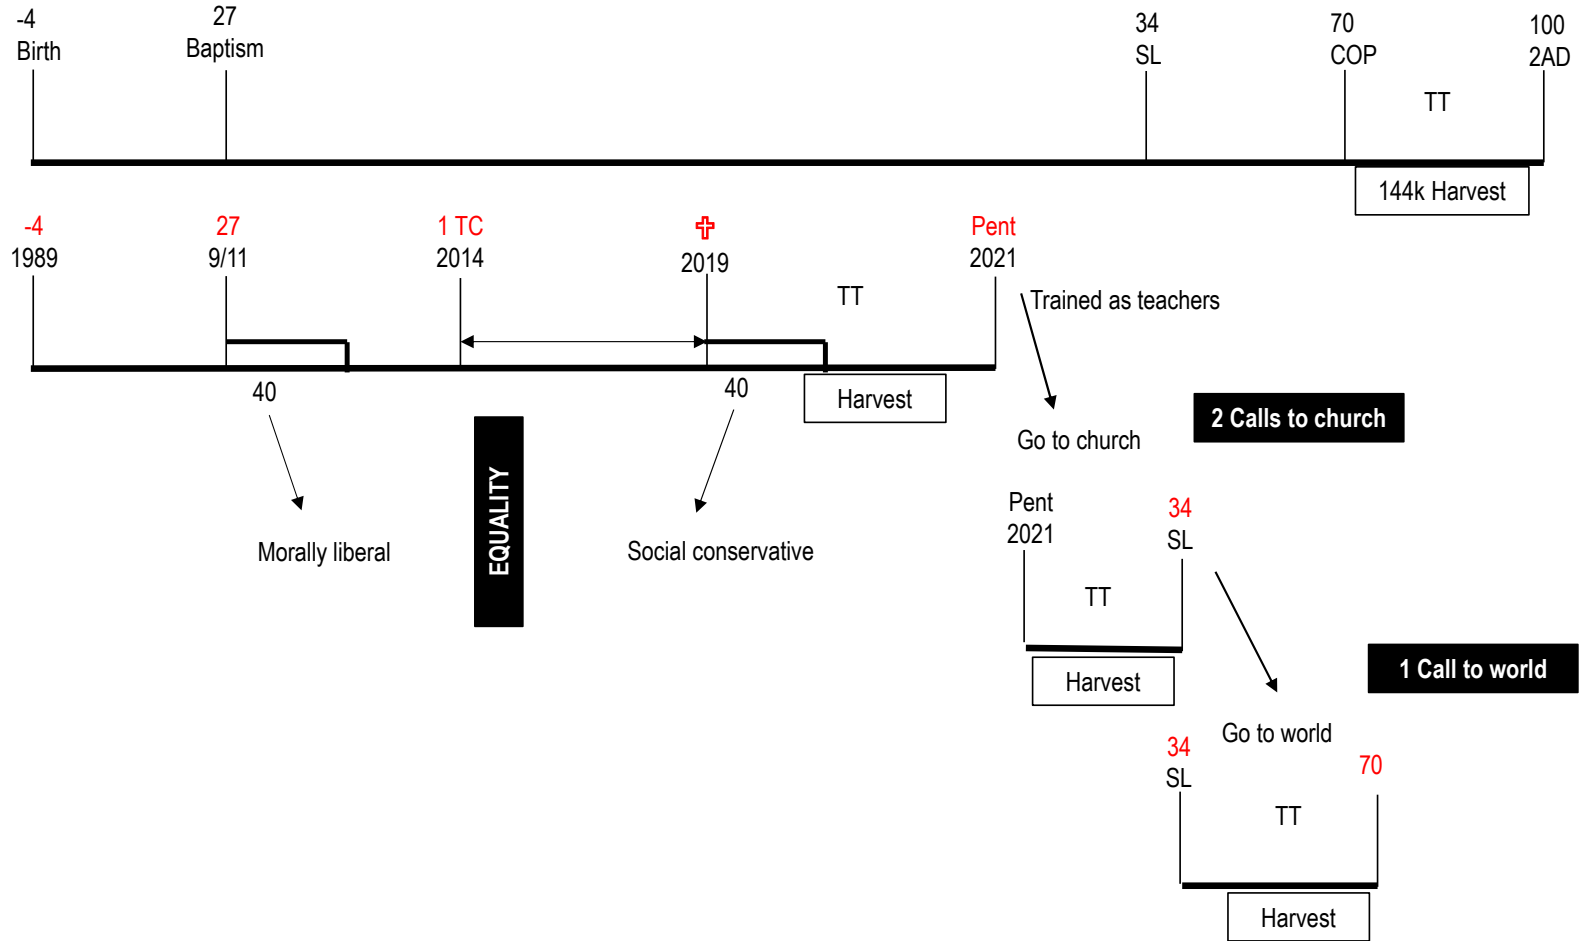 -4
Birth
27
Baptism
34
SL
70
COP
100
2AD
TT
144k Harvest
-4
1989
27
9/11
1 TC
2014
✞
2019
Pent
2021
TT
Trained as teachers
40
40
Harvest
2 Calls to church
Go to church
EQUALITY
Morally liberal
Social conservative
Pent
2021
34
SL
TT
Harvest
1 Call to world
Go to world
34
SL
70
TT
Harvest